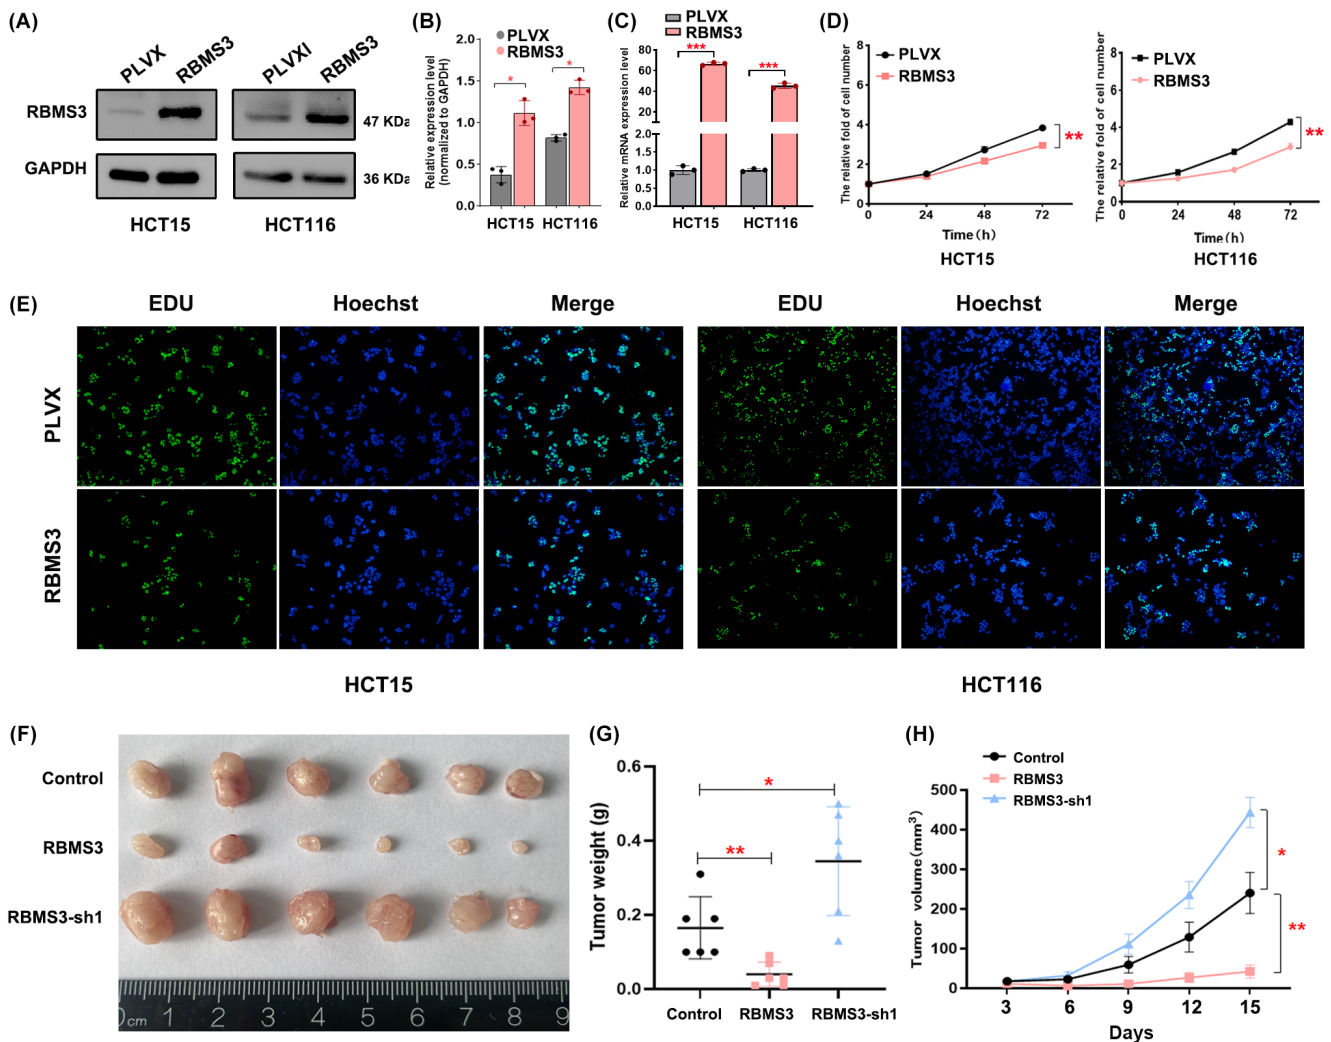 (A)
PLVX RBMS3 PLVXI RBMS3
RBMS3
47 KDa
GAPDH
36 KDa
HCT15 HCT116
(B)
PLVX
RBMS3
Relative expression level
(normalized to GAPDH)
2.0
1.5
1.0
0.5
0.0
* *
HCT15 HCT116
(C)
PLVX
RBMS3
Relative mRNA expression level
80
60
40
20
2.0
1.5
1.0
0.5
0.0
*** ***
HCT15 HCT116
(D)
PLVX
RBMS3
The relative fold of cell number
8
6
4
2
0
**
0 24 48 72
Time(h)
HCT15
PLVX
RBMS3
The relative fold of cell number
8
6
4
2
0
**
0 24 48 72
Time(h)
HCT116
(E)
EDU Hoechst Merge EDU Hoechst Merge
PLVX
RBMS3
HCT15 HCT116
(F)
Control
RBMS3
RBMS3-sh1
0cm 1 2 3 4 5 6 7 8 9
(G)
Tumor weight (g)
0.6
0.4
0.2
0.0
*
**
Control RBMS3 RBMS3-sh1
(H)
Control
RBMS3
RBMS3-sh1
Tumor volume(mm³)
500
400
300
200
100
0
*
**
3 6 9 12 15
Days